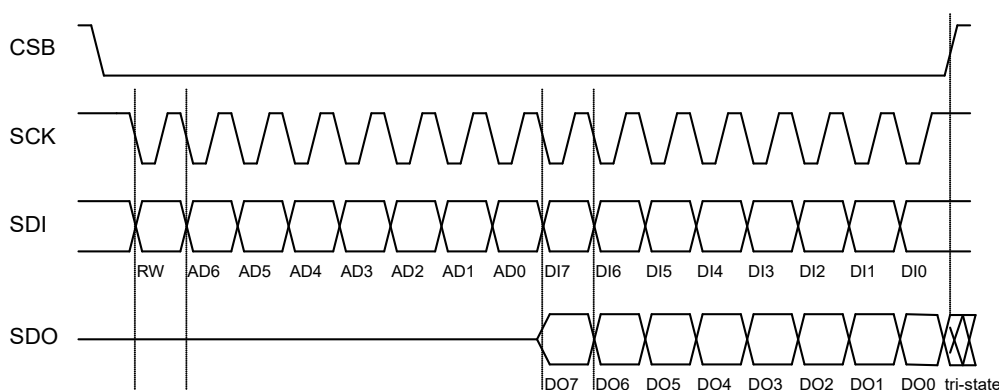 CSB
SCK
SDI
RW AD6 AD5 AD4 AD3 AD2 AD1 AD0 DI7 DI6 DI5 DI4 DI3 DI2 DI1 DI0
SDO
DO7 DO6 DO5 DO4 DO3 DO2 DO1 DO0 tri-state